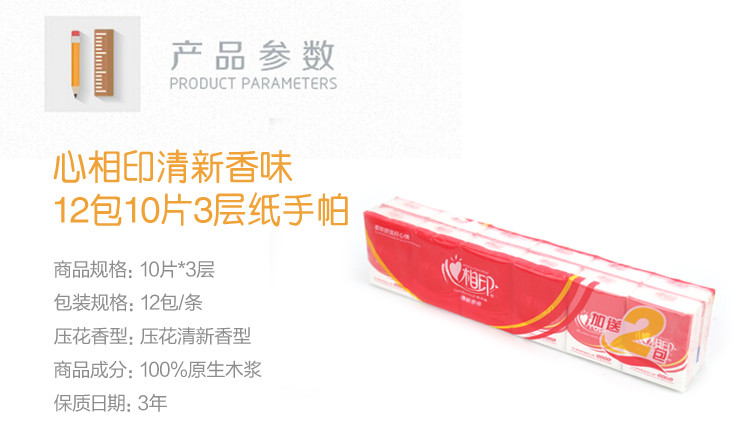 产品参数
PRODUCT PARAMETERS
心相印清新香味
12包10片3层纸手帕
商品规格: 10片*3层
包装规格: 12包/条
压花香型: 压花清新香型
商品成分: 100%原生木浆
保质日期: 3年
心相印
加送2包
心相印